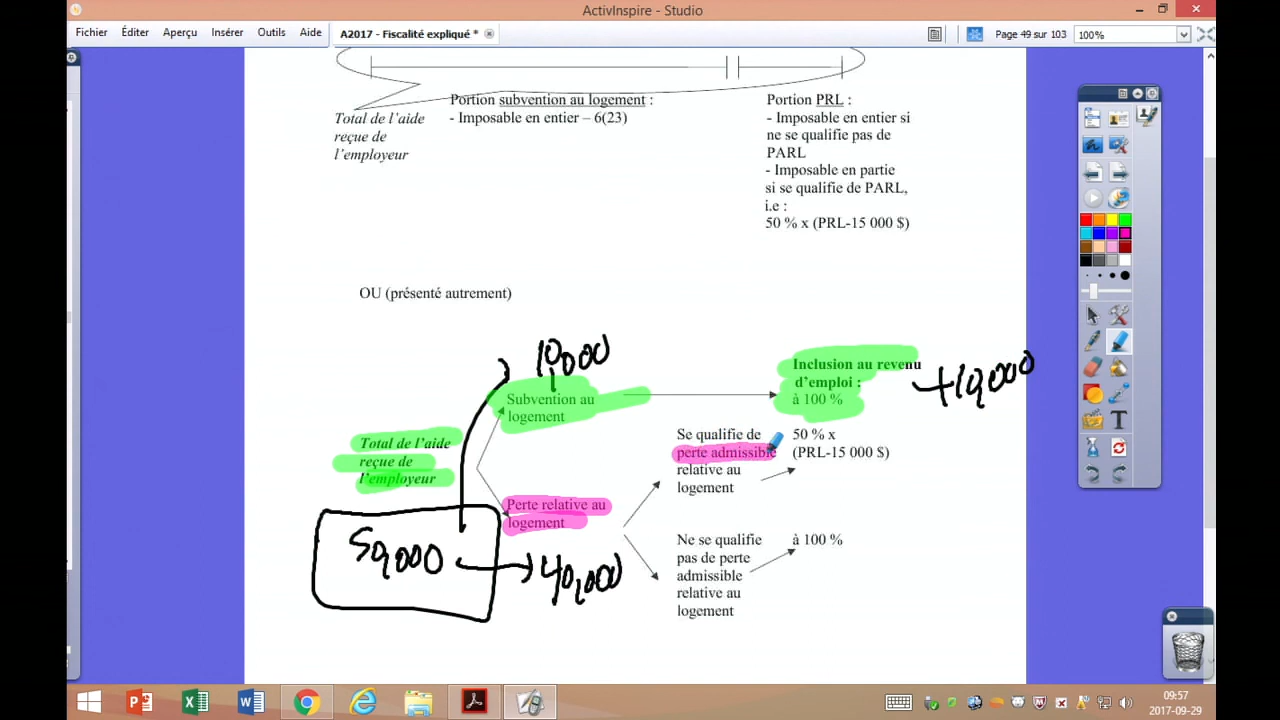 ActivInspire - Studio
Fichier Éditer Aperçu Insérer Outils Aide
A2017 - Fiscalité expliqué *
Page 49 sur 103
100%
Total de l'aide
reçue de
l'employeur
Portion subvention au logement :
- Imposable en entier – 6(23)
Portion PRL :
- Imposable en entier si
ne se qualifie pas de
PARL
- Imposable en partie
si se qualifie de PARL,
i.e :
50 % x (PRL-15 000 $)
OU (présenté autrement)
10,000
Subvention au
logement
Inclusion au revenu
d'emploi :
à 100 %
+10,000
Total de l'aide
reçue de
l'employeur
50,000
Perte relative au
logement
40,000
Se qualifie de
perte admissible
relative au
logement
50 % x
(PRL-15 000 $)
Ne se qualifie
pas de perte
admissible
relative au
logement
à 100 %
09:57
2017-09-29